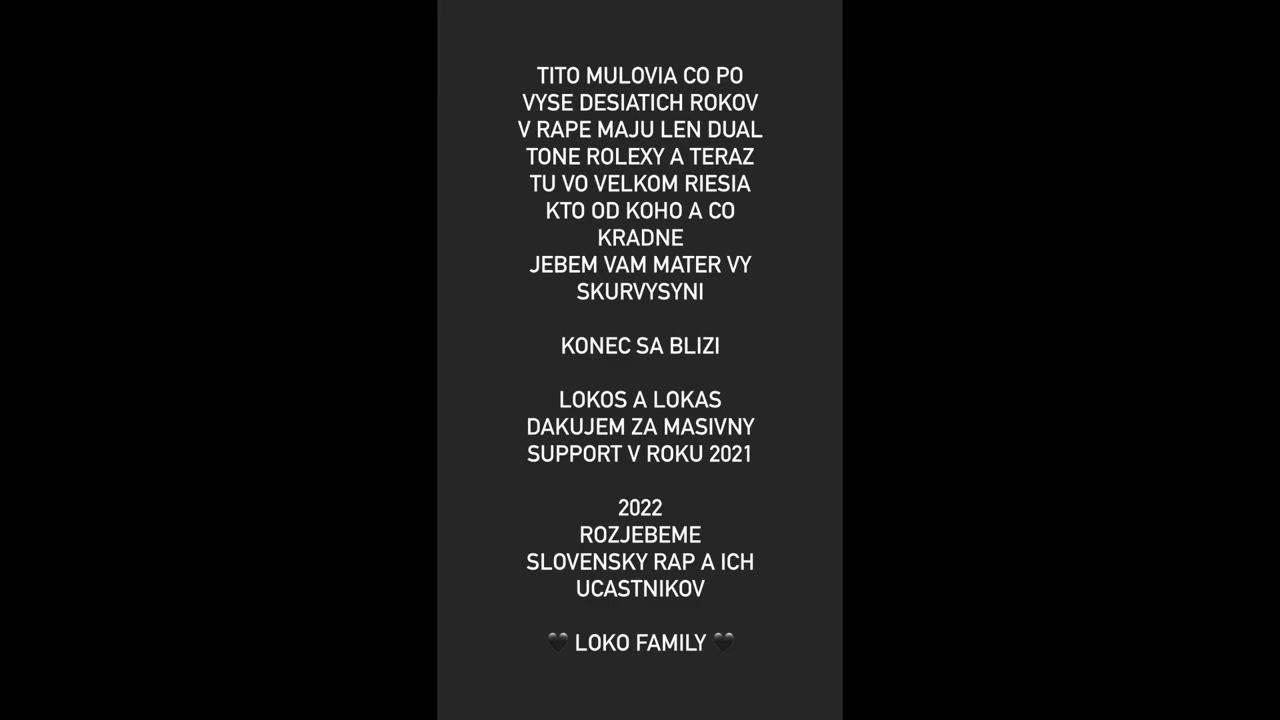 TITO MULOVIA CO PO
VYSE DESIATICH ROKOV
V RAPE MAJU LEN DUAL
TONE ROLEXY A TERAZ
TU VO VELKOM RIESIA
KTO OD KOHO A CO
KRADNE
JEBEM VAM MATER VY
SKURVYSYNI
KONEC SA BLIZI
LOKOS A LOKAS
DAKUJEM ZA MASIVNY
SUPPORT V ROKU 2021
2022
ROZJEBEME
SLOVENSKY RAP A ICH
UCASTNIKOV
🖤 LOKO FAMILY 🖤